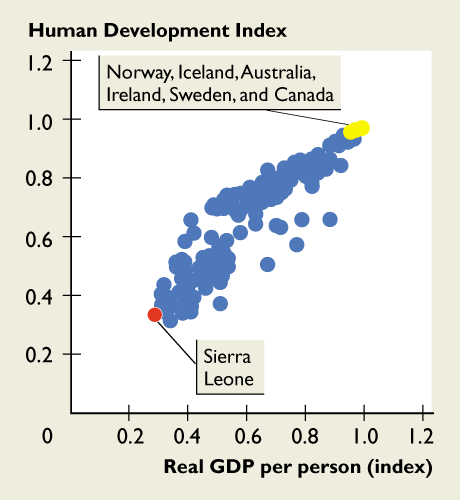 Human Development Index
1.2
Norway, Iceland, Australia,
Ireland, Sweden, and Canada
1.0
0.8
0.6
0.4
Sierra
Leone
0.2
0 0.2 0.4 0.6 0.8 1.0 1.2
Real GDP per person (index)